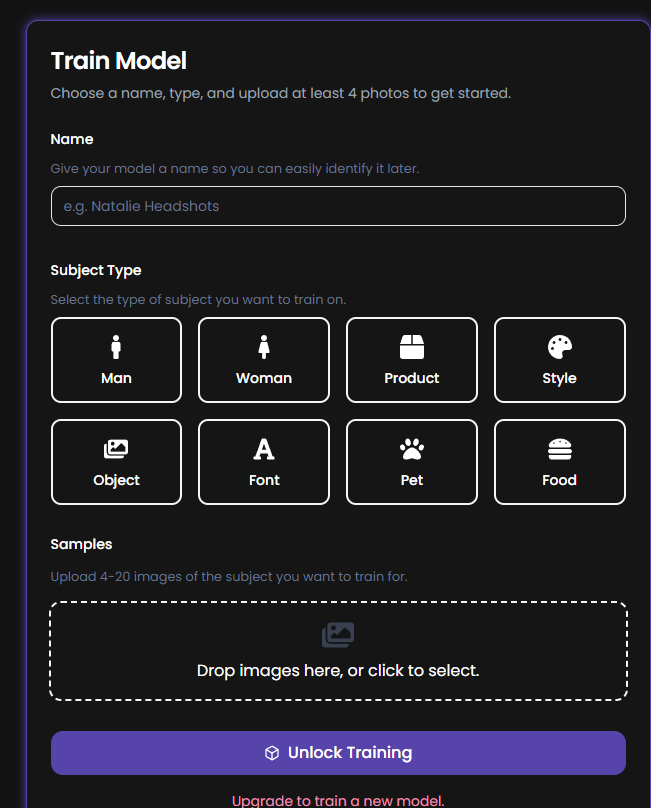 Train Model
Choose a name, type, and upload at least 4 photos to get started.
Name
Give your model a name so you can easily identify it later.
e.g. Natalie Headshots
Subject Type
Select the type of subject you want to train on.
Man
Woman
Product
Style
Object
Font
Pet
Food
Samples
Upload 4-20 images of the subject you want to train for.
Drop images here, or click to select.
Unlock Training
Upgrade to train a new model.